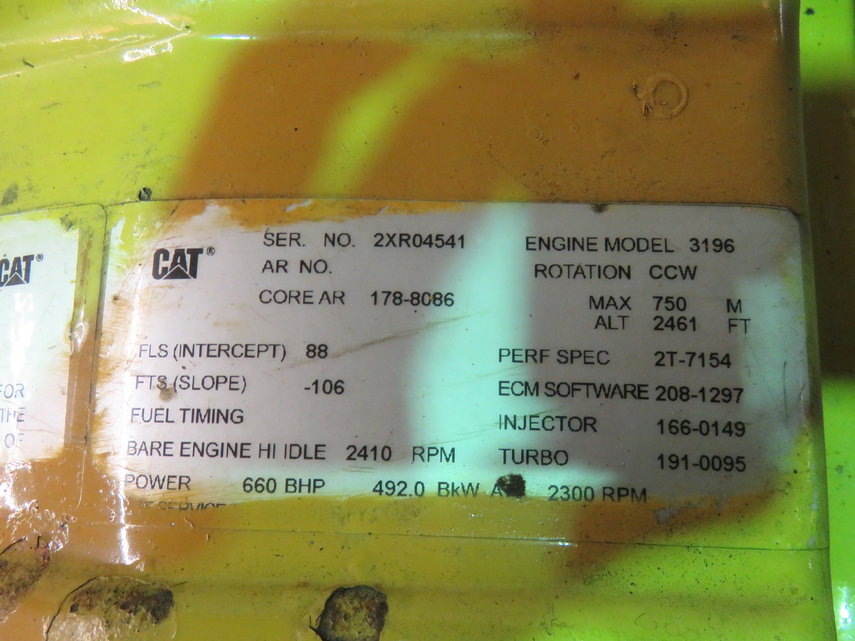 CAT®
SER. NO. 2XR04541
AR NO.
CORE AR 178-8086
FLS (INTERCEPT) 88
FTS (SLOPE) -106
FUEL TIMING
BARE ENGINE HI IDLE 2410 RPM
POWER 660 BHP 492.0 BkW 2300 RPM
ENGINE MODEL 3196
ROTATION CCW
MAX 750 M
ALT 2461 FT
PERF SPEC 2T-7154
ECM SOFTWARE 208-1297
INJECTOR 166-0149
TURBO 191-0095
CAT®
FOR
THE
OF